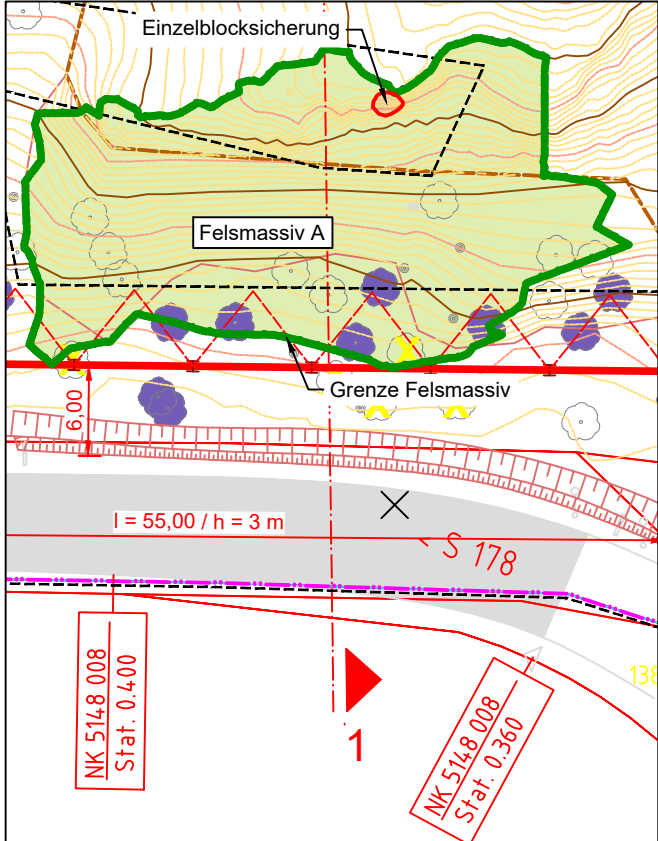 Einzelblocksicherung
Felsmassiv A
Grenze Felsmassiv
6,00
l = 55,00 / h = 3 m
< S 178
NK 5148 008
Stat. 0.400
1
NK 5148 008
Stat. 0.360
138